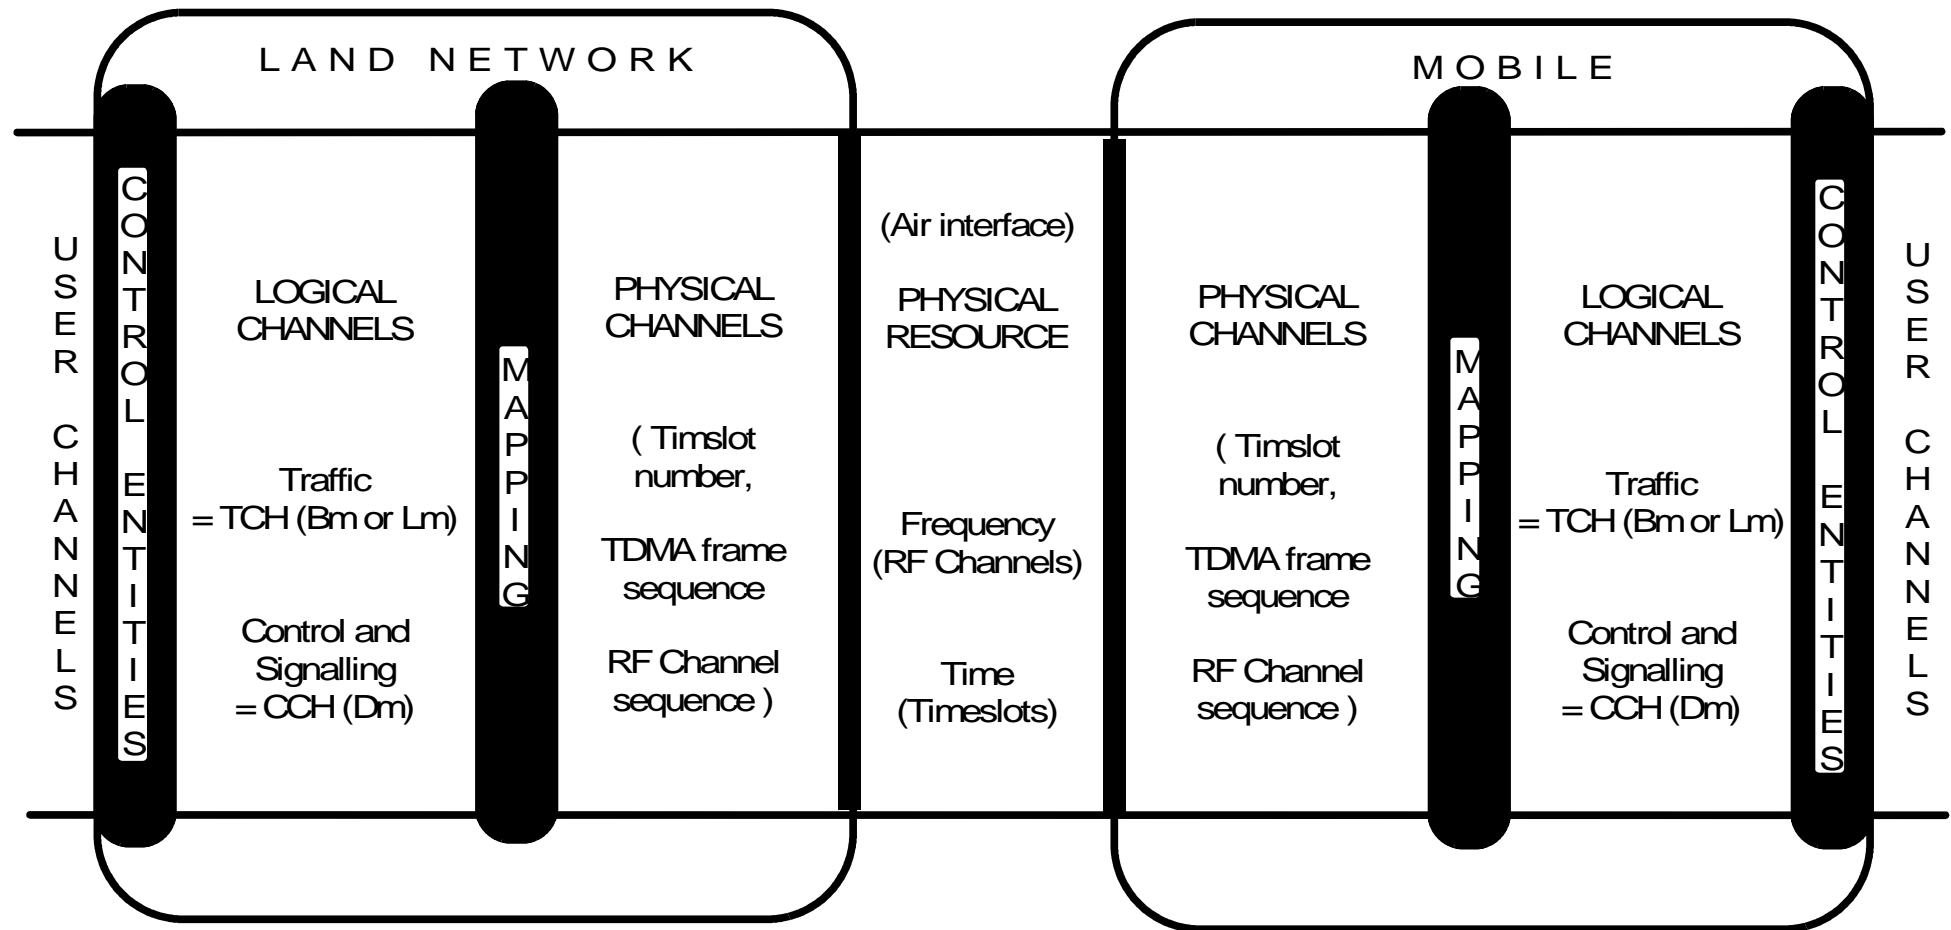 LAND NETWORK
MOBILE
USER CHANNELS
CONTROL ENTITIES
LOGICAL
CHANNELS
Traffic
= TCH (Bm or Lm)
Control and
Signalling
= CCH (Dm)
MAPPING
PHYSICAL
CHANNELS
( Timslot
number,
TDMA frame
sequence
RF Channel
sequence )
(Air interface)
PHYSICAL
RESOURCE
Frequency
(RF Channels)
Time
(Timeslots)
PHYSICAL
CHANNELS
( Timslot
number,
TDMA frame
sequence
RF Channel
sequence )
MAPPING
LOGICAL
CHANNELS
Traffic
= TCH (Bm or Lm)
Control and
Signalling
= CCH (Dm)
CONTROL ENTITIES
USER CHANNELS